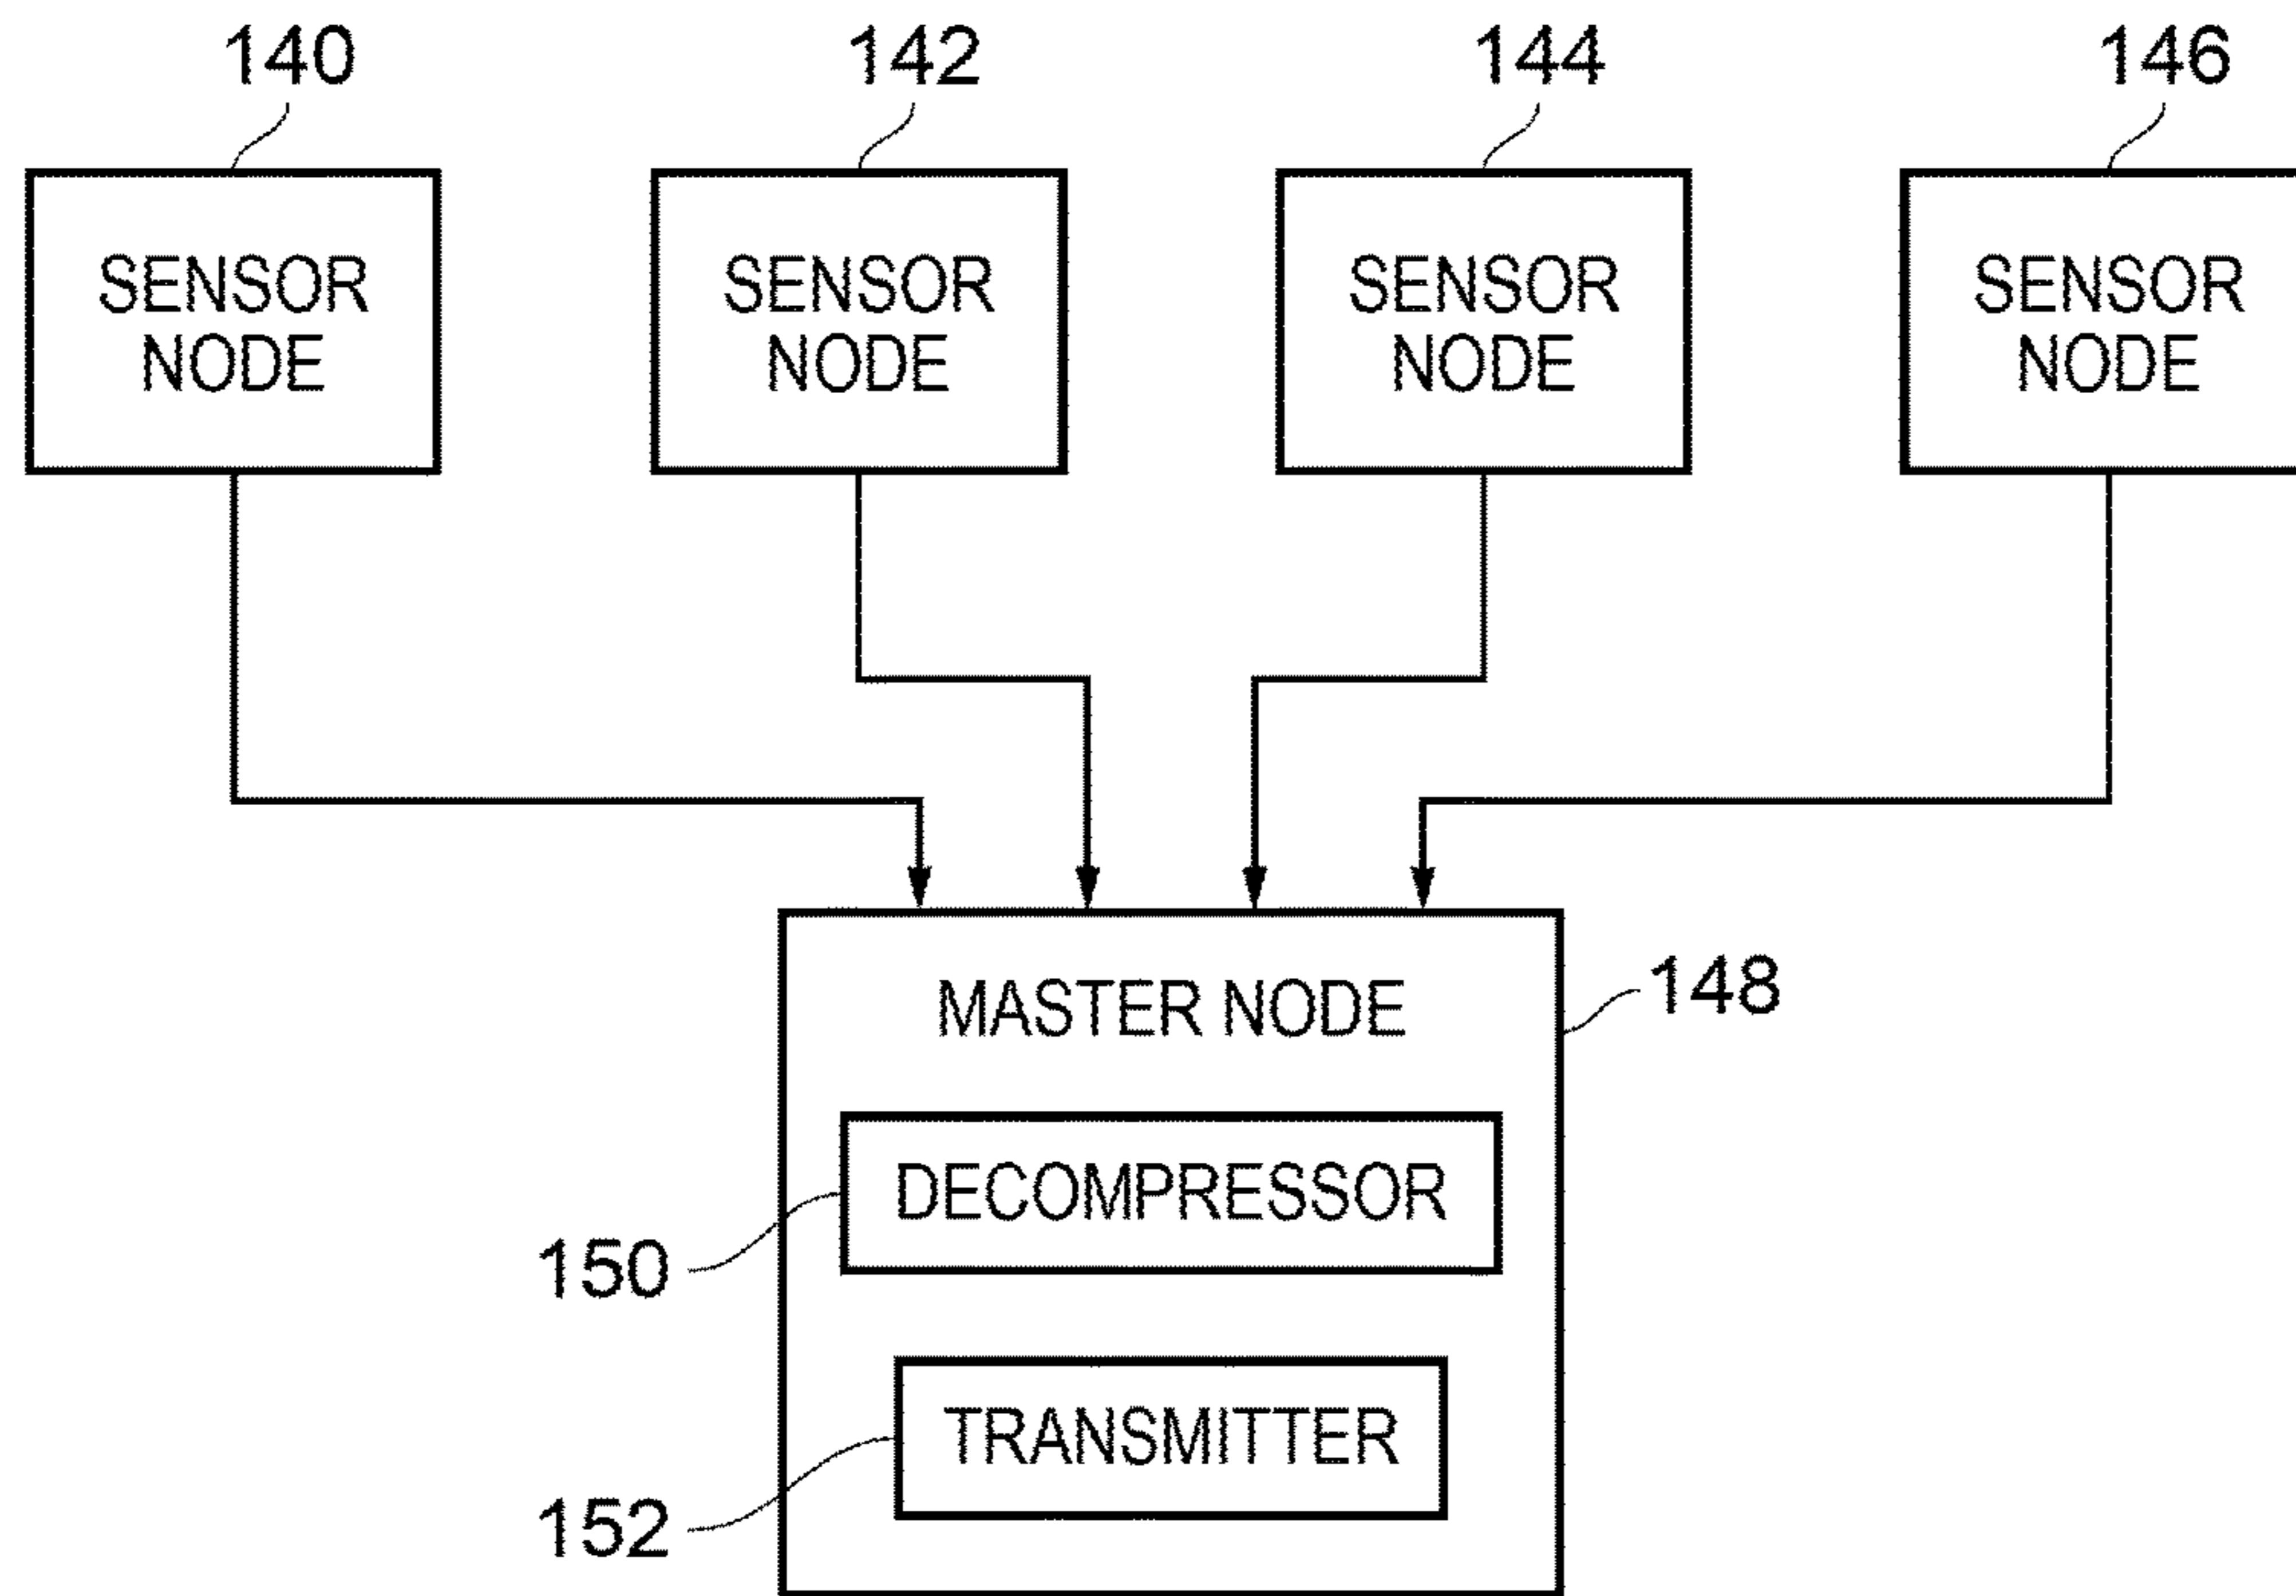 140 142 144 146
SENSOR SENSOR SENSOR SENSOR
NODE NODE NODE NODE
MASTER NODE
148
DECOMPRESSOR
150
TRANSMITTER
152